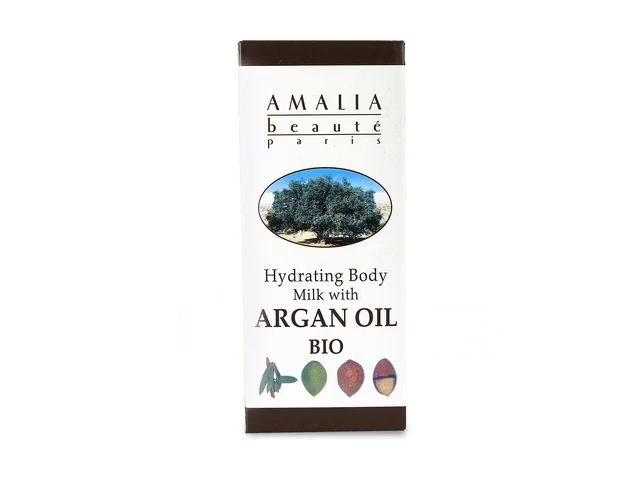 AMALIA
beauté
paris
Hydrating Body
Milk with
ARGAN OIL
BIO